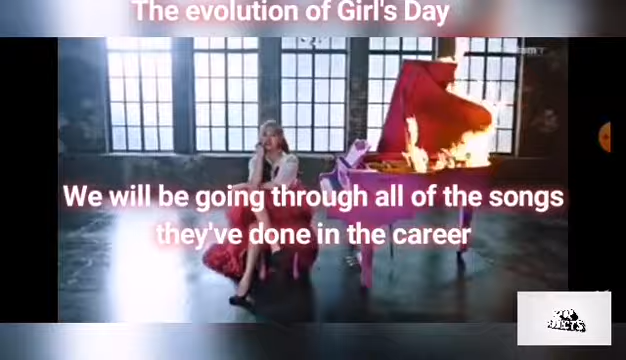 The evolution of Girl's Day
We will be going through all of the songs
they've done in the career